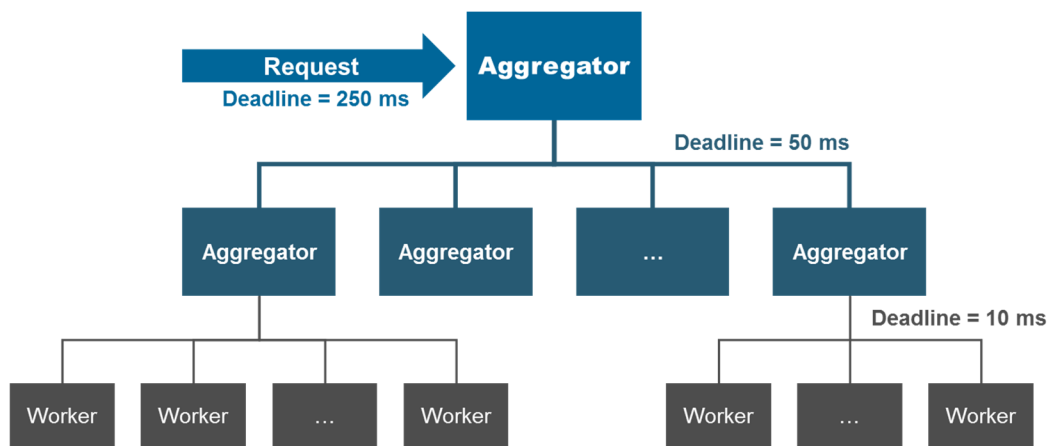 Request
Aggregator
Deadline = 250 ms
Deadline = 50 ms
Aggregator
Aggregator
...
Aggregator
Deadline = 10 ms
Worker
Worker
...
Worker
Worker
...
Worker